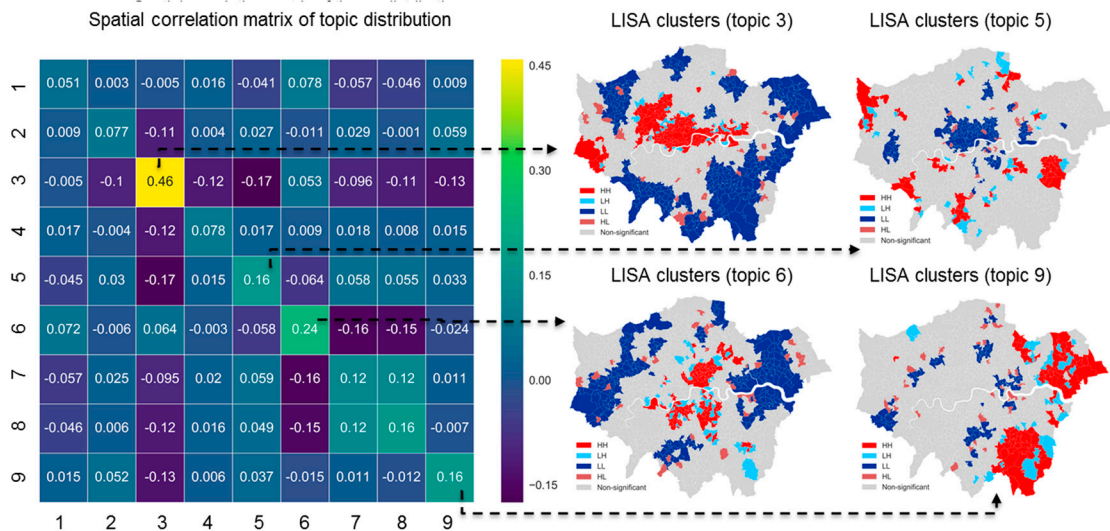 Spatial correlation matrix of topic distribution
1 0.051 0.003 -0.005 0.016 -0.041 0.078 -0.057 -0.046 0.009
2 0.009 0.077 -0.11 0.004 0.027 -0.011 0.029 -0.001 0.059
3 -0.005 -0.1 0.46 -0.12 -0.17 0.053 -0.096 -0.11 -0.13
4 0.017 -0.004 -0.12 0.078 0.017 0.009 0.018 0.008 0.015
5 -0.045 0.03 -0.17 0.015 0.16 -0.064 0.058 0.055 0.033
6 0.072 -0.006 0.064 -0.003 -0.058 0.24 -0.16 -0.15 -0.024
7 -0.057 0.025 -0.095 0.02 0.059 -0.16 0.12 0.12 0.011
8 -0.046 0.006 -0.12 0.016 0.049 -0.15 0.12 0.16 -0.007
9 0.015 0.052 -0.13 0.006 0.037 -0.015 0.011 -0.012 0.16
1 2 3 4 5 6 7 8 9
0.45
0.30
0.15
0.00
−0.15
LISA clusters (topic 3)
HH
LH
LL
HL
Non-significant
LISA clusters (topic 5)
HH
LH
LL
HL
Non-significant
LISA clusters (topic 6)
HH
LH
LL
HL
Non-significant
LISA clusters (topic 9)
HH
LH
LL
HL
Non-significant